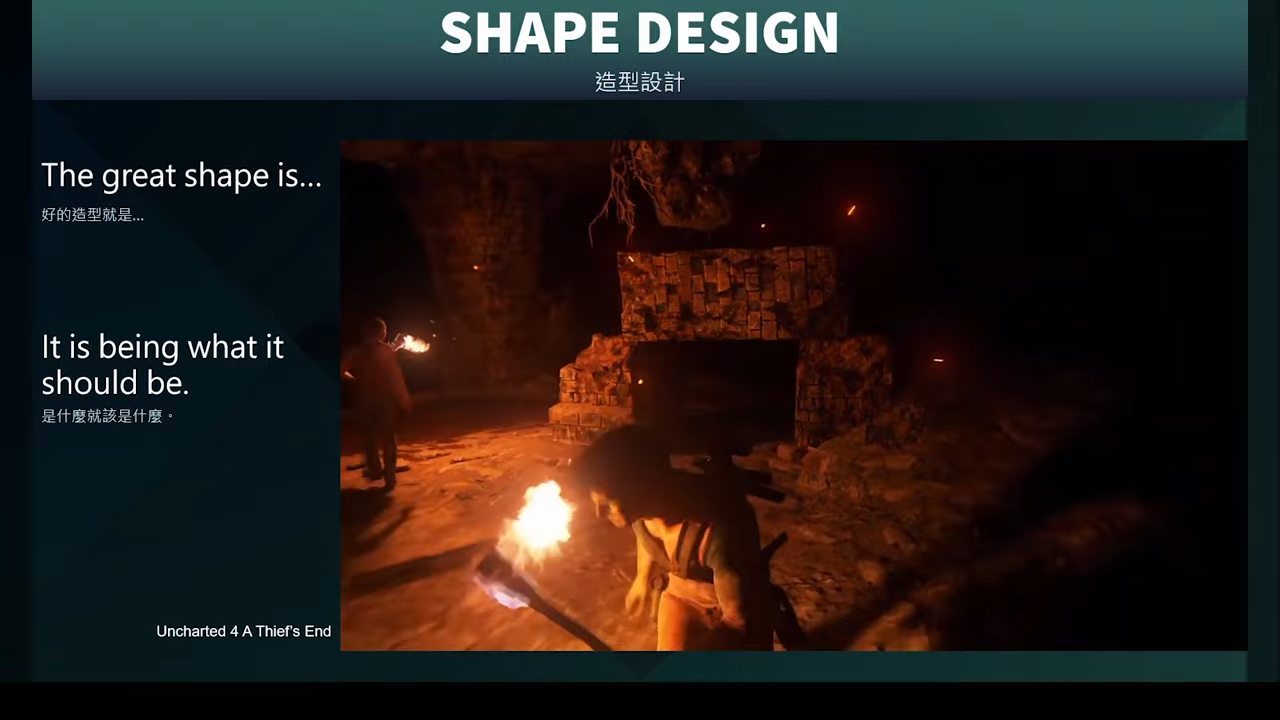 SHAPE DESIGN
造型設計
The great shape is...
好的造型就是...
It is being what it
should be.
是什麼就該是什麼。
Uncharted 4 A Thief's End